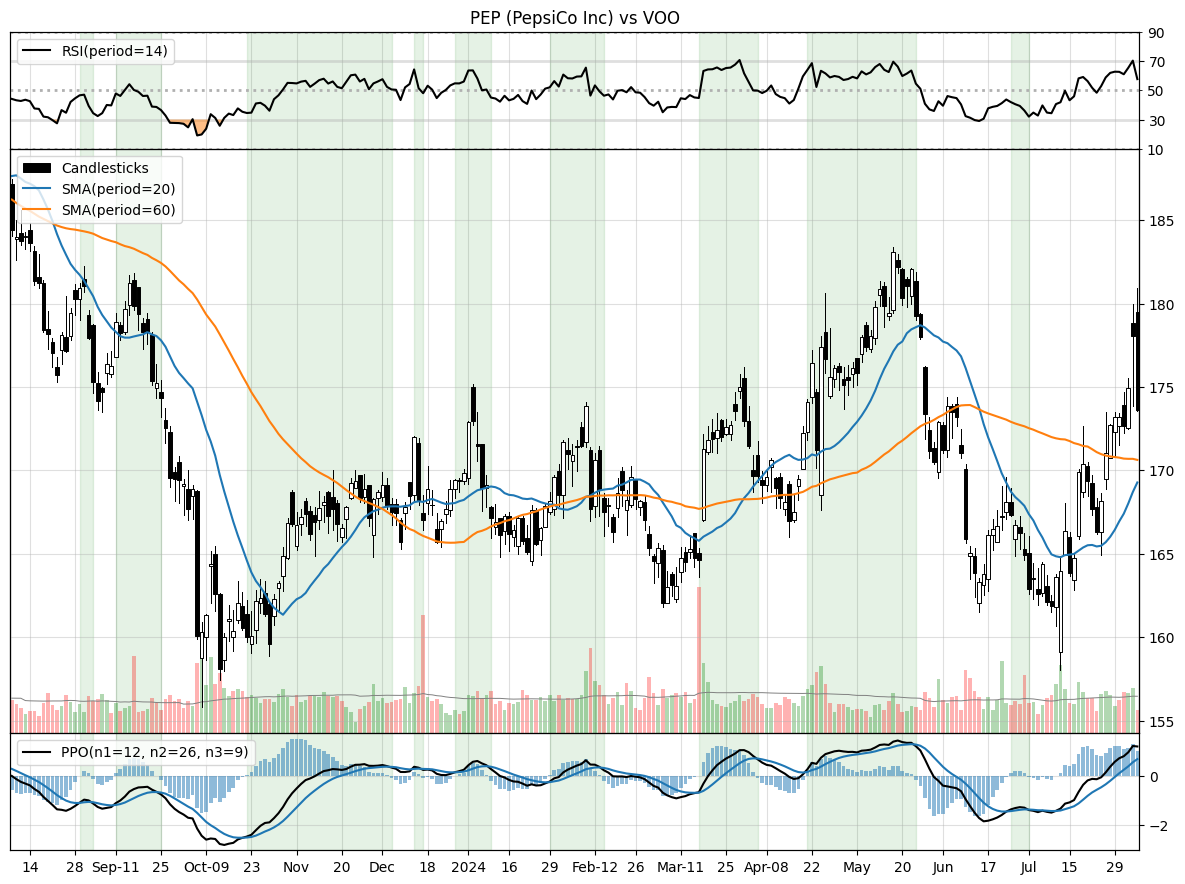 PEP (PepsiCo Inc) vs VOO
RSI(period=14)
90
70
50
30
10
Candlesticks
SMA(period=20)
SMA(period=60)
185
180
175
170
165
160
155
PPO(n1=12, n2=26, n3=9)
0
−2
14 28 Sep-11 25 Oct-09 23 Nov 20 Dec 18 2024 16 29 Feb-12 26 Mar-11 25 Apr-08 22 May 20 Jun 17 Jul 15 29